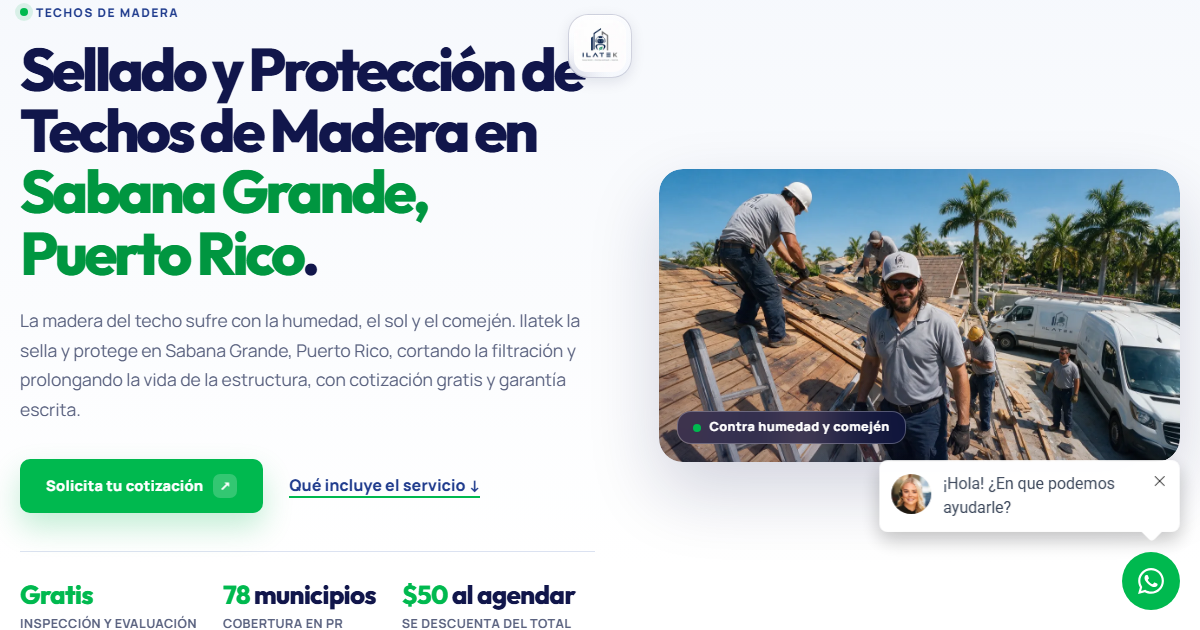 TECHOS DE MADERA
ILATEK
Sellado y Protección de
Techos de Madera en
Sabana Grande,
Puerto Rico.
La madera del techo sufre con la humedad, el sol y el comején. Ilatek la
sella y protege en Sabana Grande, Puerto Rico, cortando la filtración y
prolongando la vida de la estructura, con cotización gratis y garantía
escrita.
Solicita tu cotización ↗
Qué incluye el servicio ↓
Gratis
INSPECCIÓN Y EVALUACIÓN
78 municipios
COBERTURA EN PR
$50 al agendar
SE DESCUENTA DEL TOTAL
ILATEK
Contra humedad y comején
¡Hola! ¿En que podemos
ayudarle?